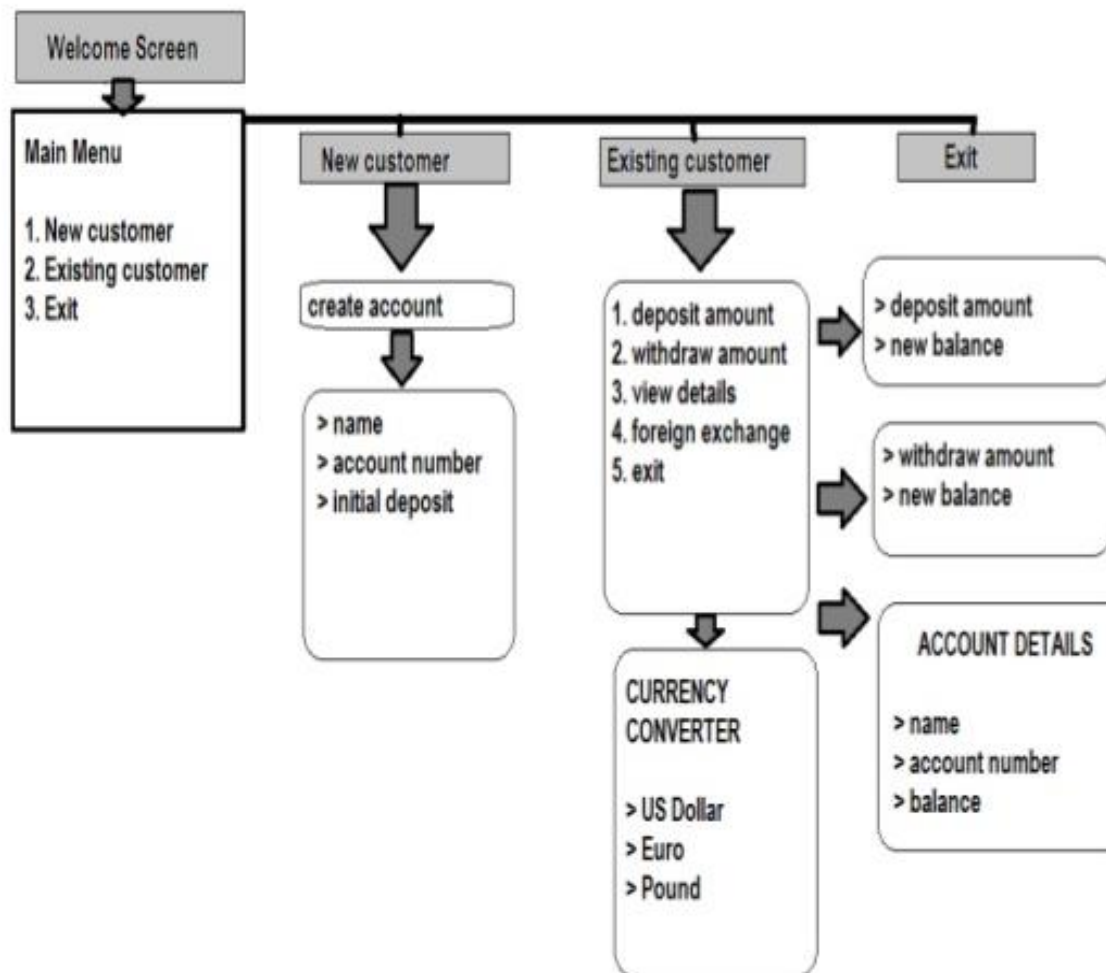 Welcome Screen
Main Menu
1. New customer
2. Existing customer
3. Exit
New customer
create account
> name
> account number
> initial deposit
Existing customer
1. deposit amount
2. withdraw amount
3. view details
4. foreign exchange
5. exit
CURRENCY
CONVERTER
> US Dollar
> Euro
> Pound
Exit
> deposit amount
> new balance
> withdraw amount
> new balance
ACCOUNT DETAILS
> name
> account number
> balance